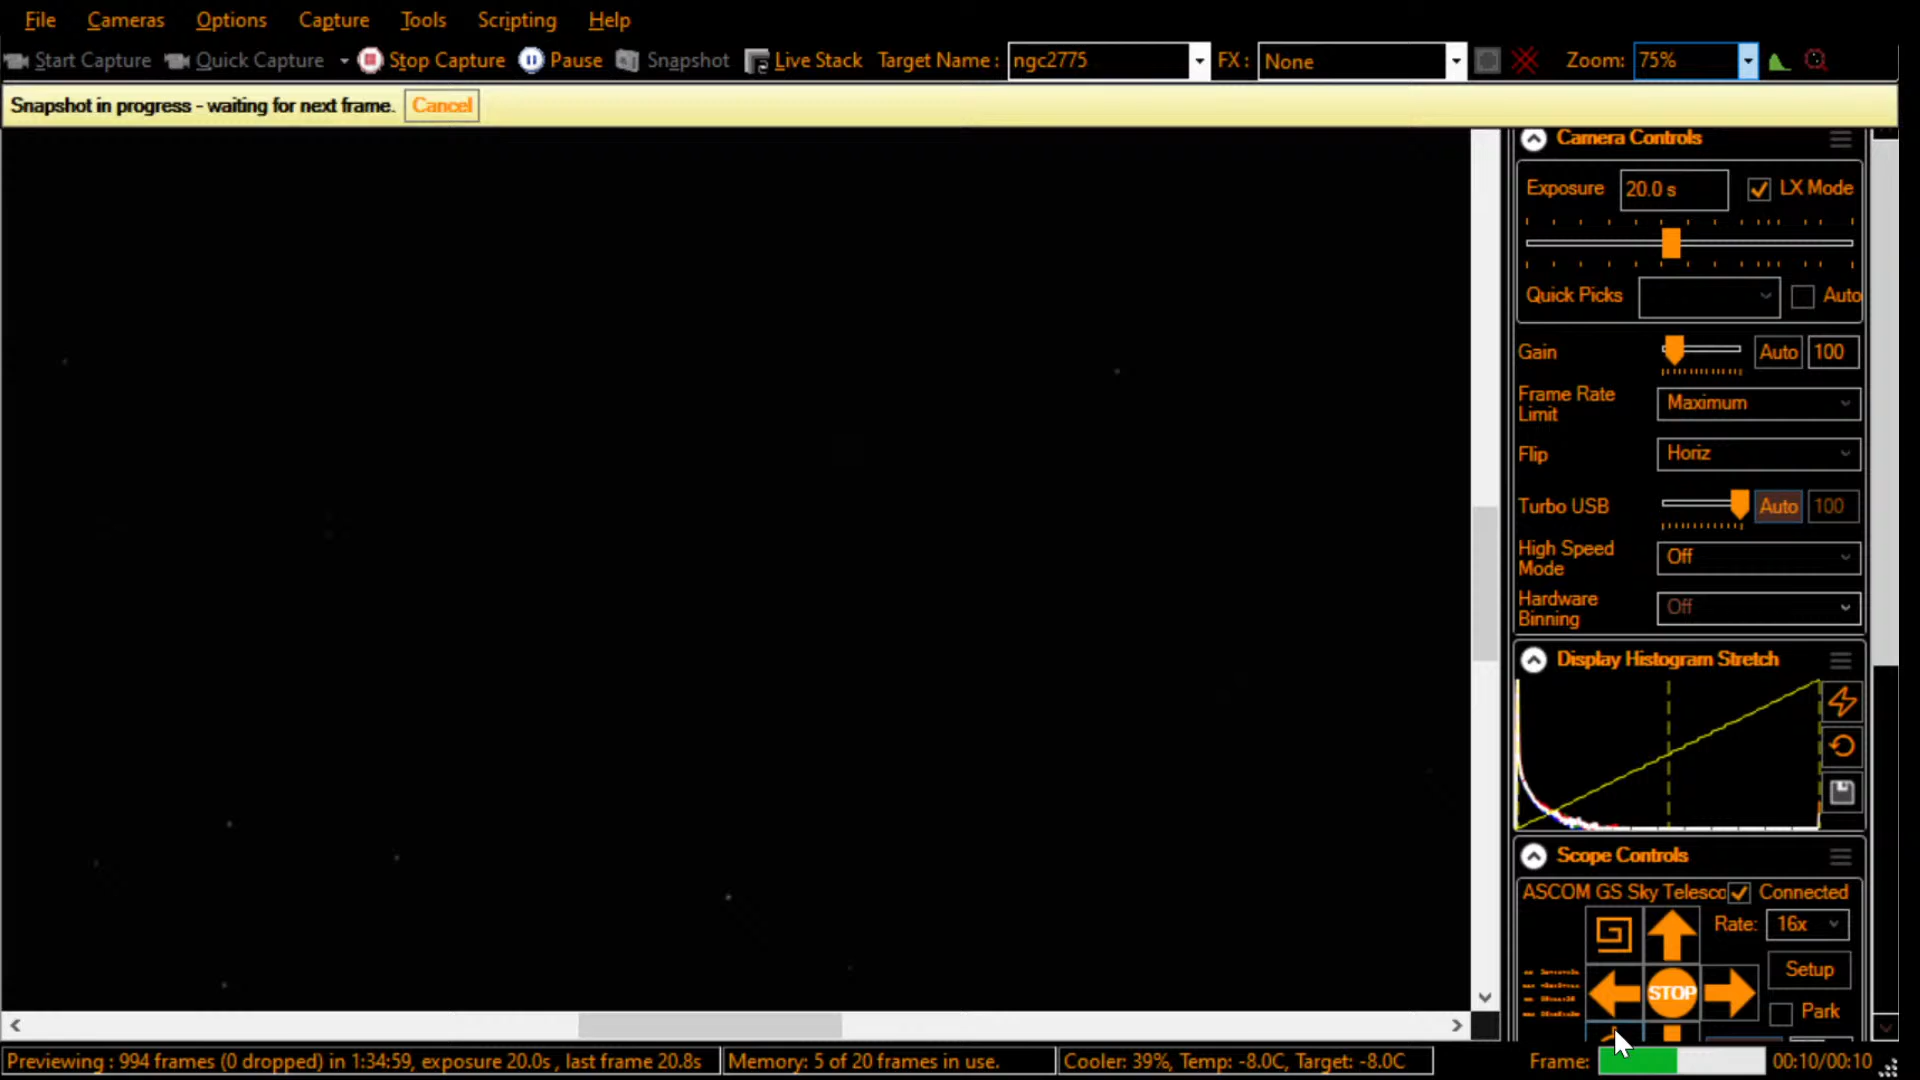 File Cameras Options Capture Tools Scripting Help
Start Capture Quick Capture Stop Capture Pause Snapshot Live Stack Target Name : ngc2775 FX : None Zoom: 75%
Snapshot in progress - waiting for next frame. Cancel
Camera Controls
Exposure 20.0 s LX Mode
Quick Picks Auto
Gain Auto 100
Frame Rate Limit Maximum
Flip Horiz
Turbo USB Auto 100
High Speed Mode Off
Hardware Binning Off
Display Histogram Stretch
Scope Controls
ASCOM GS Sky Telesco Connected
Rate: 16x
Setup
STOP
Park
Previewing : 994 frames (0 dropped) in 1:34:59, exposure 20.0s , last frame 20.8s Memory: 5 of 20 frames in use. Cooler: 39%, Temp: -8.0C, Target: -8.0C Frame: 00:10/00:10